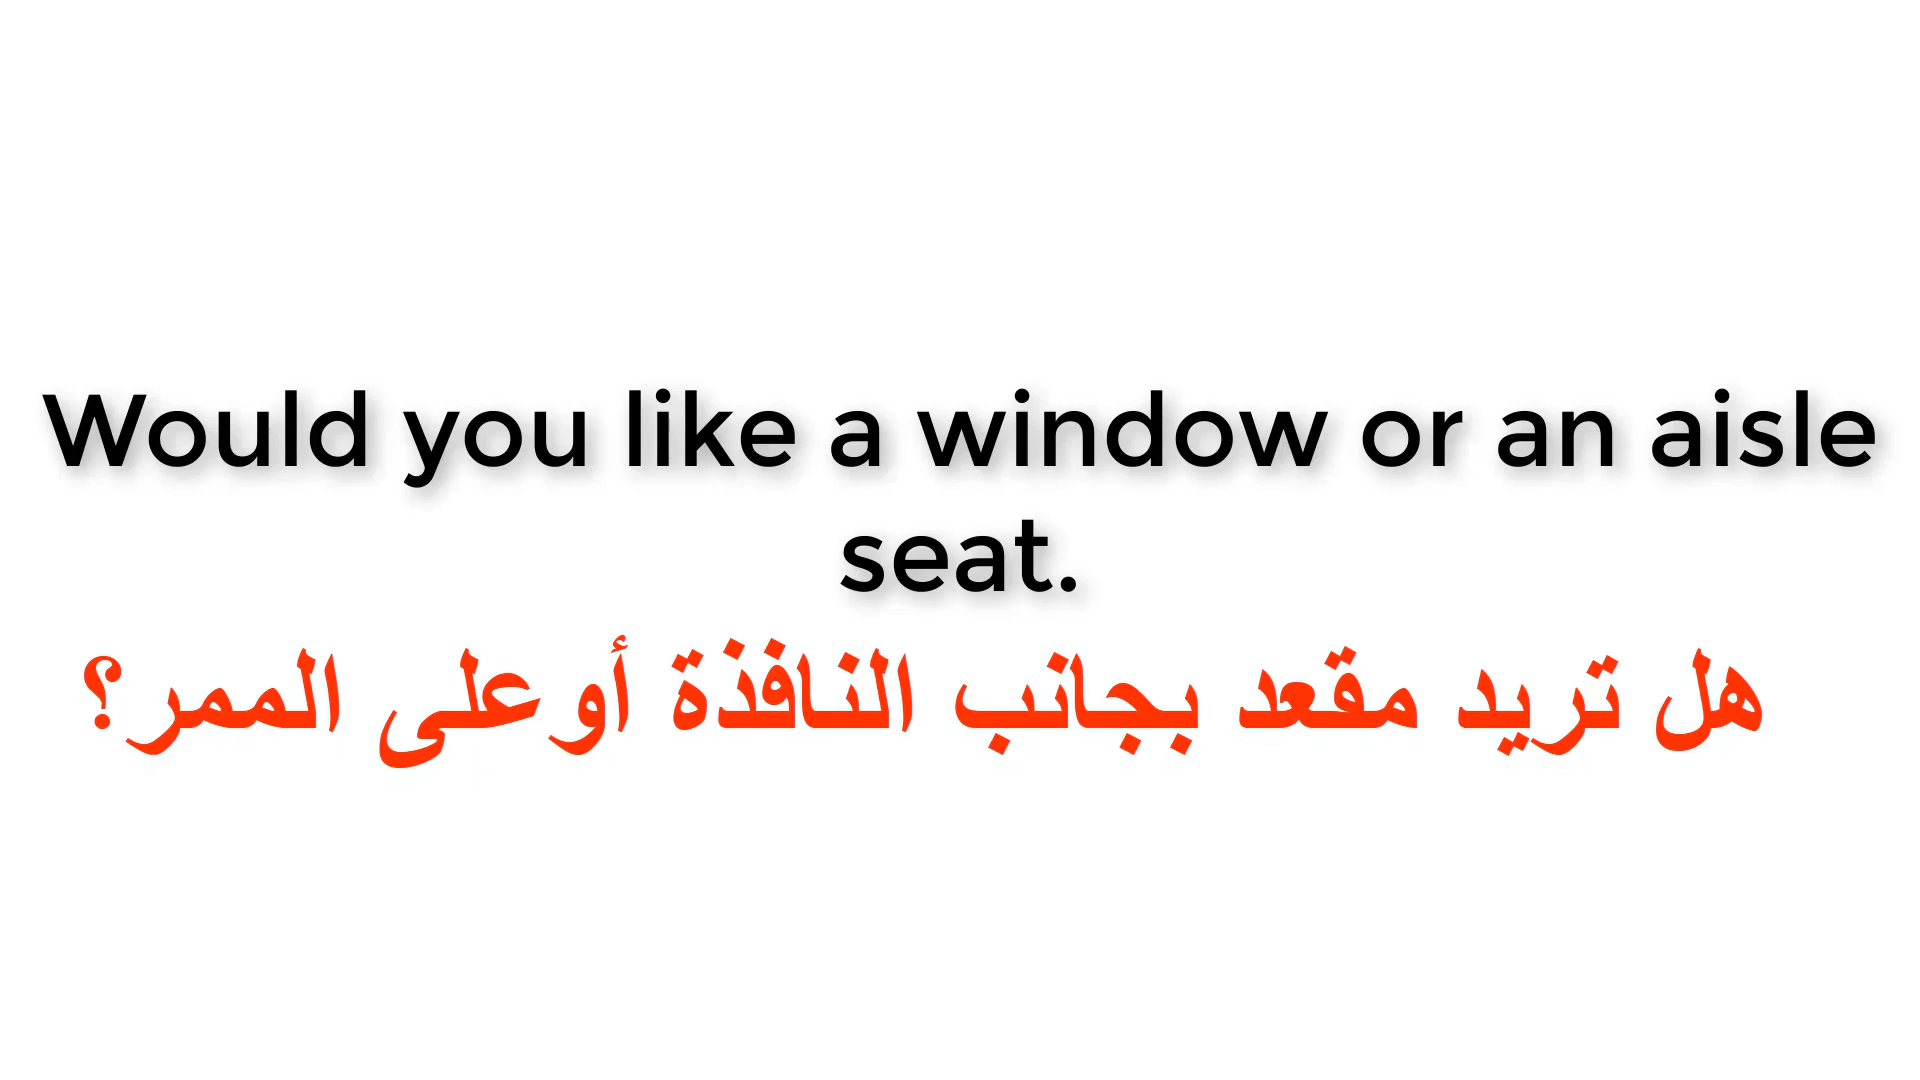 Would you like a window or an aisle
seat.
هل تريد مقعد بجانب النافذة أوعلى الممر؟